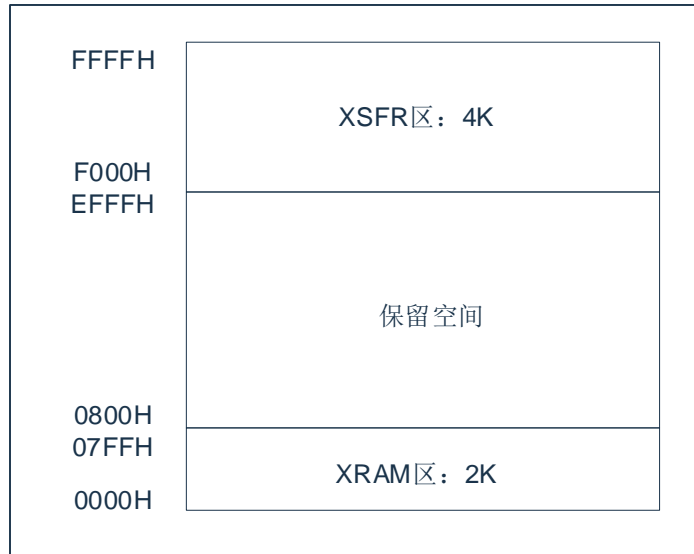 FFFFH
XSFR区：4K
F000H
EFFFH
保留空间
0800H
07FFH
XRAM区：2K
0000H